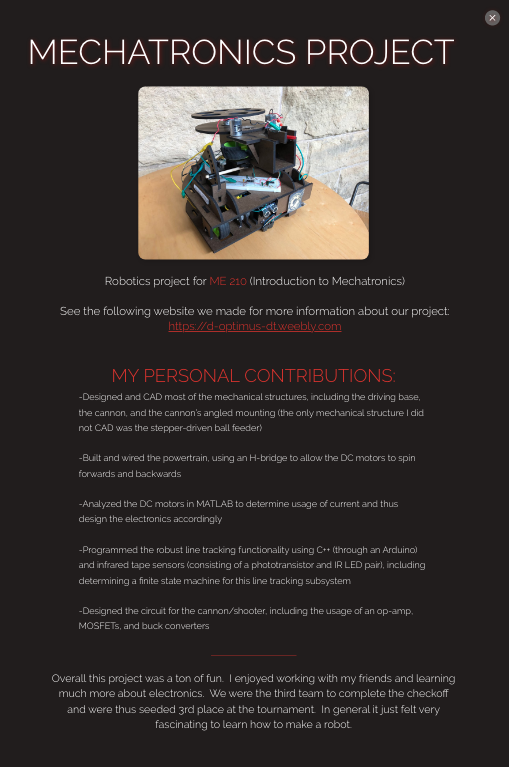 MECHATRONICS PROJECT
Robotics project for ME 210 (Introduction to Mechatronics)
See the following website we made for more information about our project:
https://d-optimus-dt.weebly.com
MY PERSONAL CONTRIBUTIONS:
-Designed and CAD most of the mechanical structures, including the driving base,
the cannon, and the cannon's angled mounting (the only mechanical structure I did
not CAD was the stepper-driven ball feeder)
-Built and wired the powertrain, using an H-bridge to allow the DC motors to spin
forwards and backwards
-Analyzed the DC motors in MATLAB to determine usage of current and thus
design the electronics accordingly
-Programmed the robust line tracking functionality using C++ (through an Arduino)
and infrared tape sensors (consisting of a phototransistor and IR LED pair), including
determining a finite state machine for this line tracking subsystem
-Designed the circuit for the cannon/shooter, including the usage of an op-amp,
MOSFETs, and buck converters
Overall this project was a ton of fun.  I enjoyed working with my friends and learning
much more about electronics.  We were the third team to complete the checkoff
and were thus seeded 3rd place at the tournament.  In general it just felt very
fascinating to learn how to make a robot.